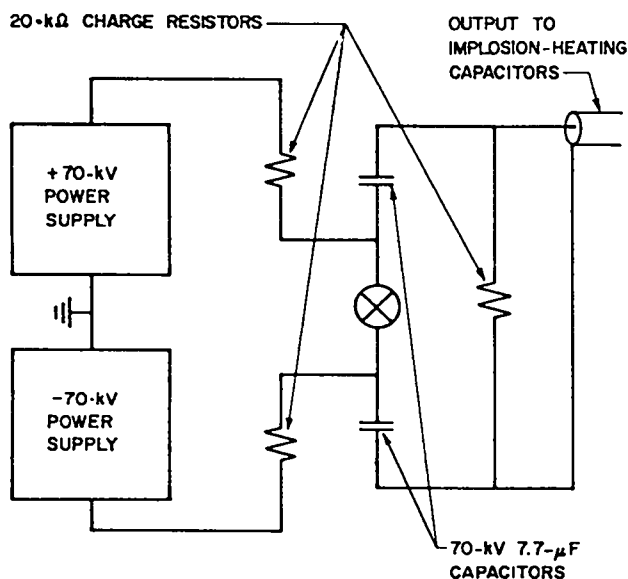 20-kΩ CHARGE RESISTORS
OUTPUT TO
IMPLOSION-HEATING
CAPACITORS
+70-kV
POWER
SUPPLY
-70-kV
POWER
SUPPLY
70-kV 7.7-μF
CAPACITORS